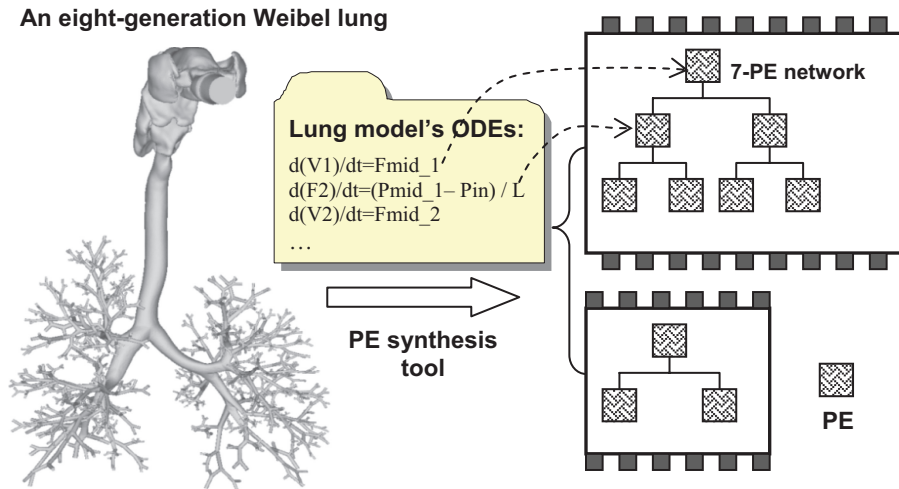 An eight-generation Weibel lung
Lung model's ODEs:
d(V1)/dt=Fmid_1
d(F2)/dt=(Pmid_1– Pin) / L
d(V2)/dt=Fmid_2
…
PE synthesis
tool
7-PE network
PE